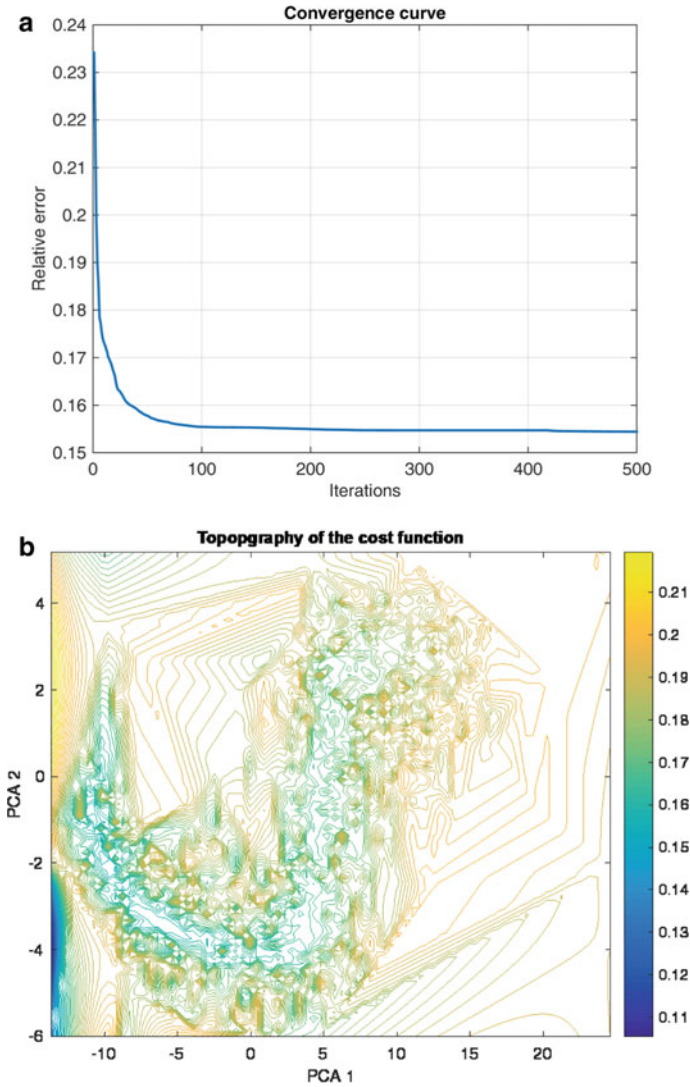 a
Convergence curve
0.24
0.23
0.22
0.21
0.2
0.19
0.18
0.17
0.16
0.15
Relative error
0 100 200 300 400 500
Iterations
b
Topopgraphy of the cost function
4
2
0
-2
-4
-6
PCA 2
-10 -5 0 5 10 15 20
PCA 1
0.21
0.2
0.19
0.18
0.17
0.16
0.15
0.14
0.13
0.12
0.11